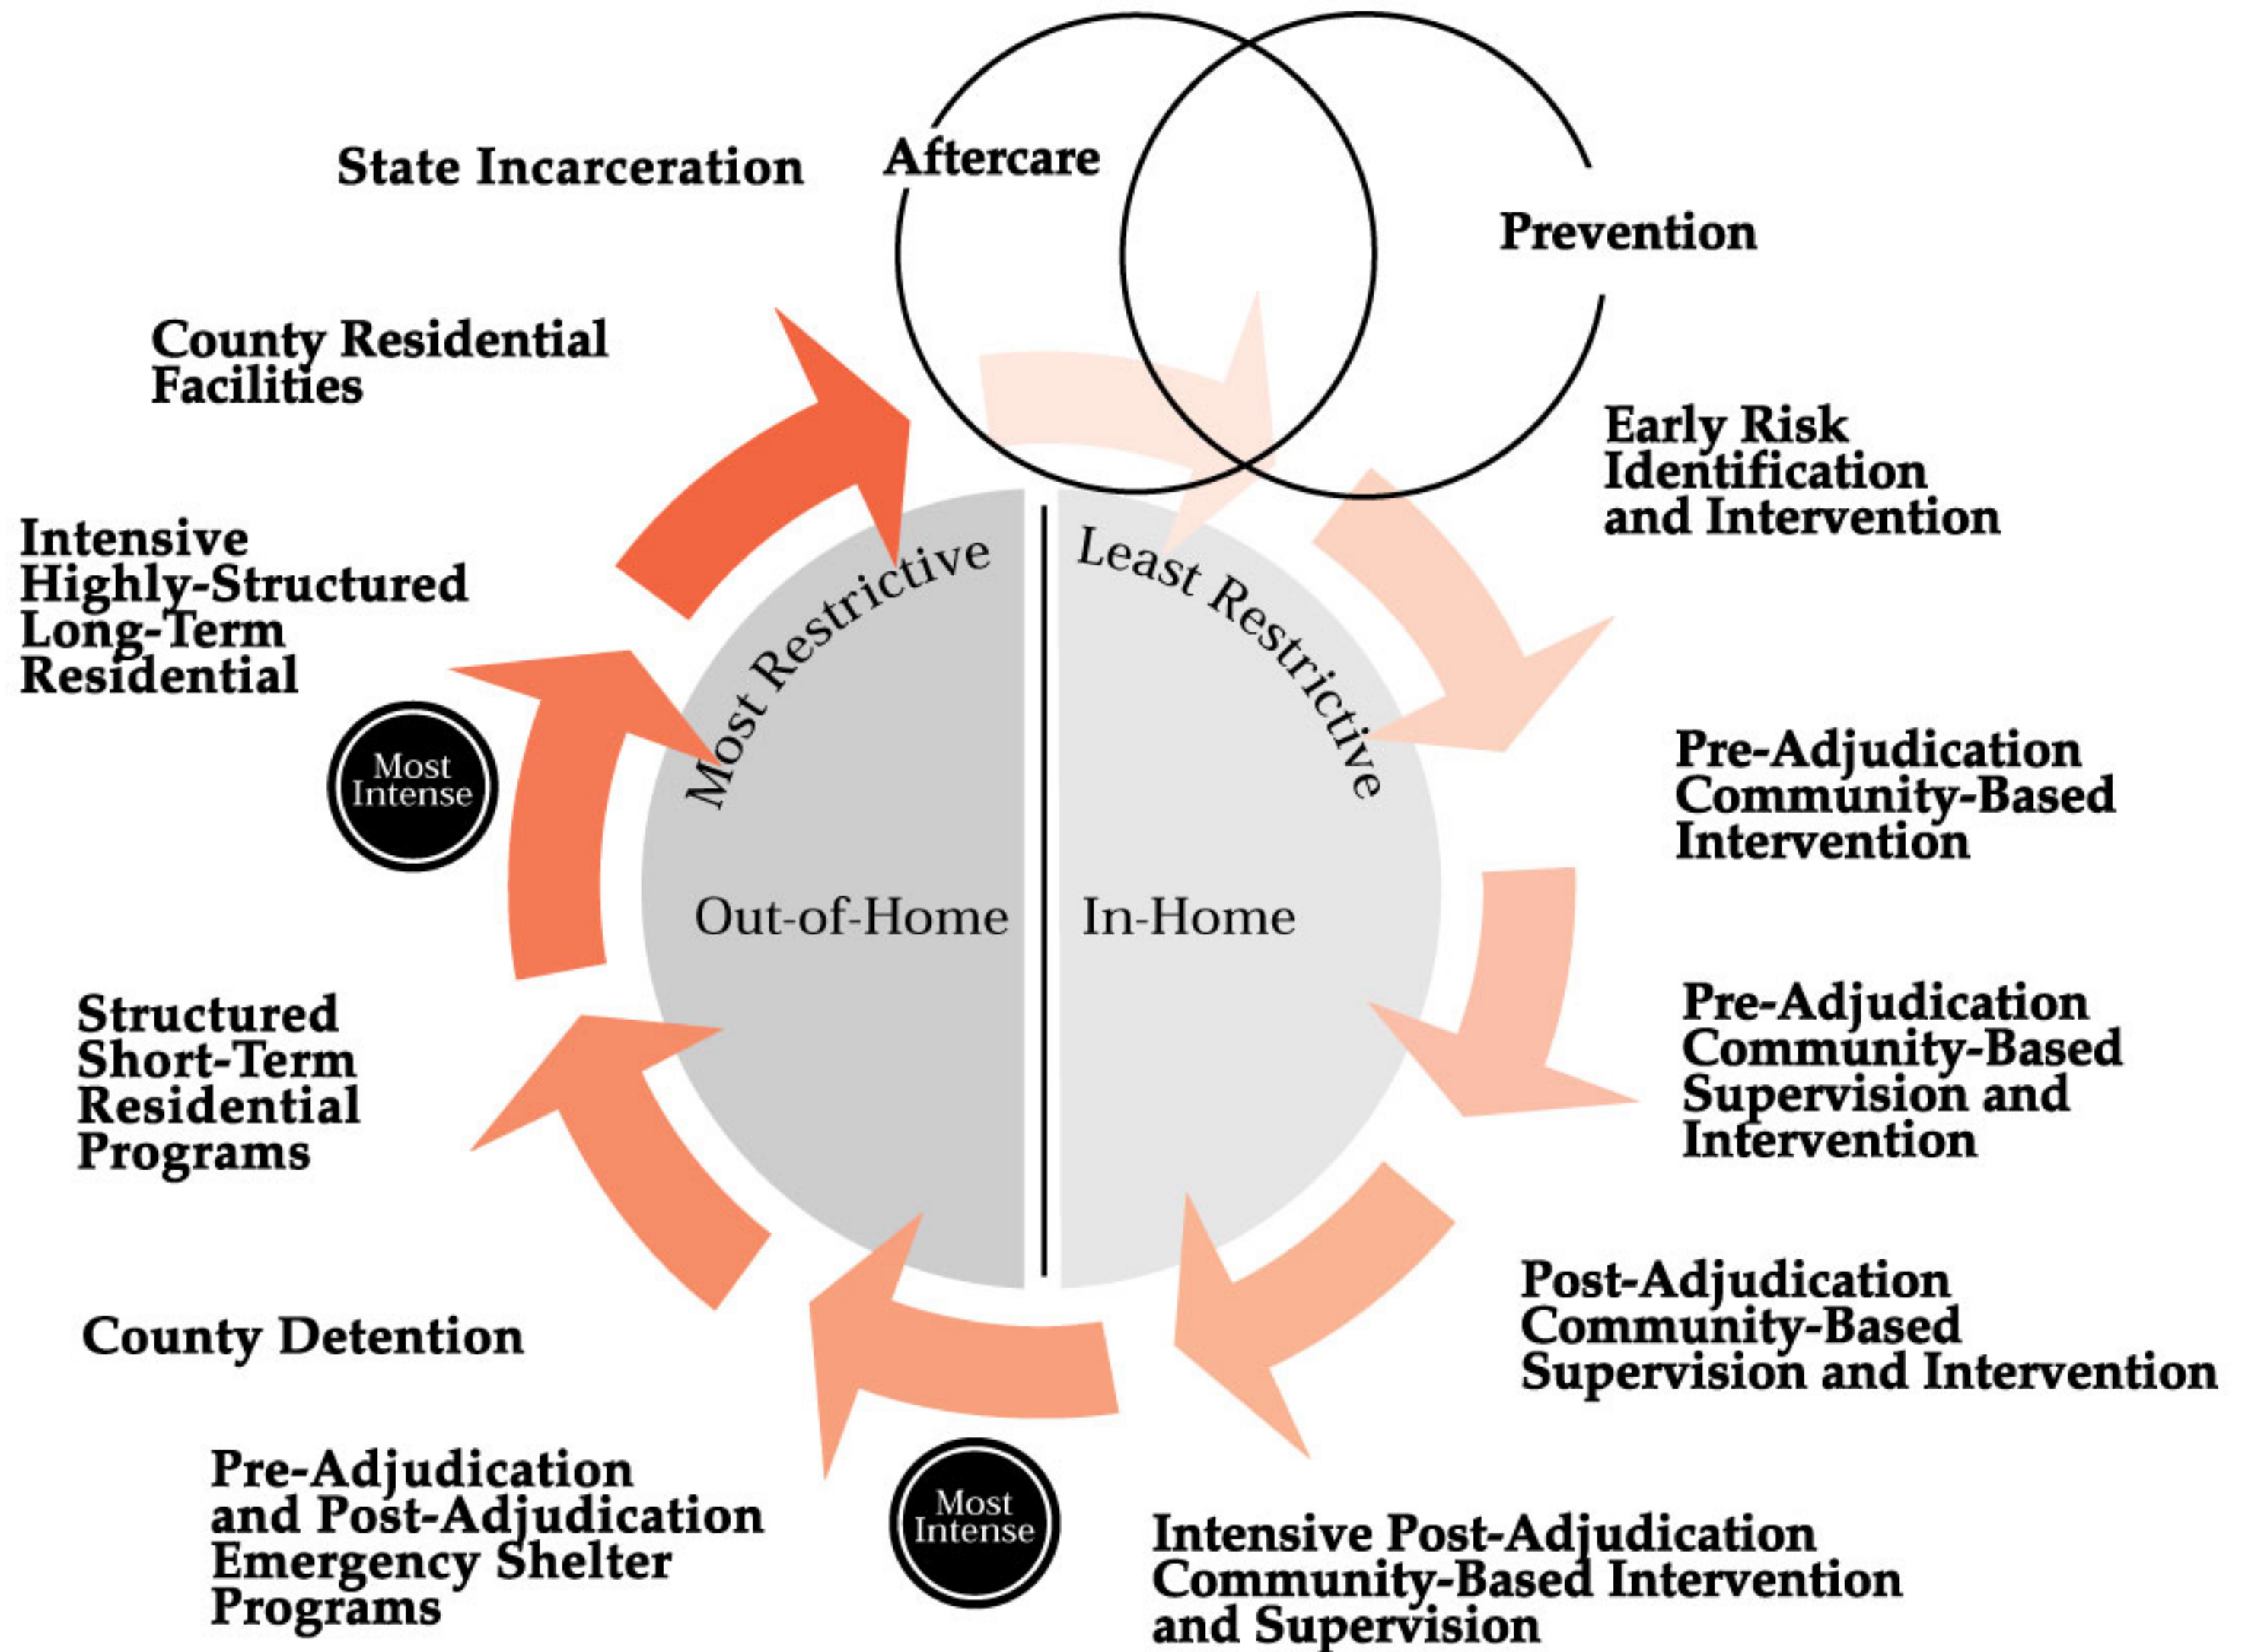 State Incarceration
Aftercare
Prevention
County Residential
Facilities
Early Risk
Identification
and Intervention
Intensive
Highly-Structured
Long-Term
Residential
Most Restrictive
Least Restrictive
Most
Intense
Pre-Adjudication
Community-Based
Intervention
Out-of-Home
In-Home
Structured
Short-Term
Residential
Programs
Pre-Adjudication
Community-Based
Supervision and
Intervention
County Detention
Post-Adjudication
Community-Based
Supervision and Intervention
Pre-Adjudication
and Post-Adjudication
Emergency Shelter
Programs
Most
Intense
Intensive Post-Adjudication
Community-Based Intervention
and Supervision